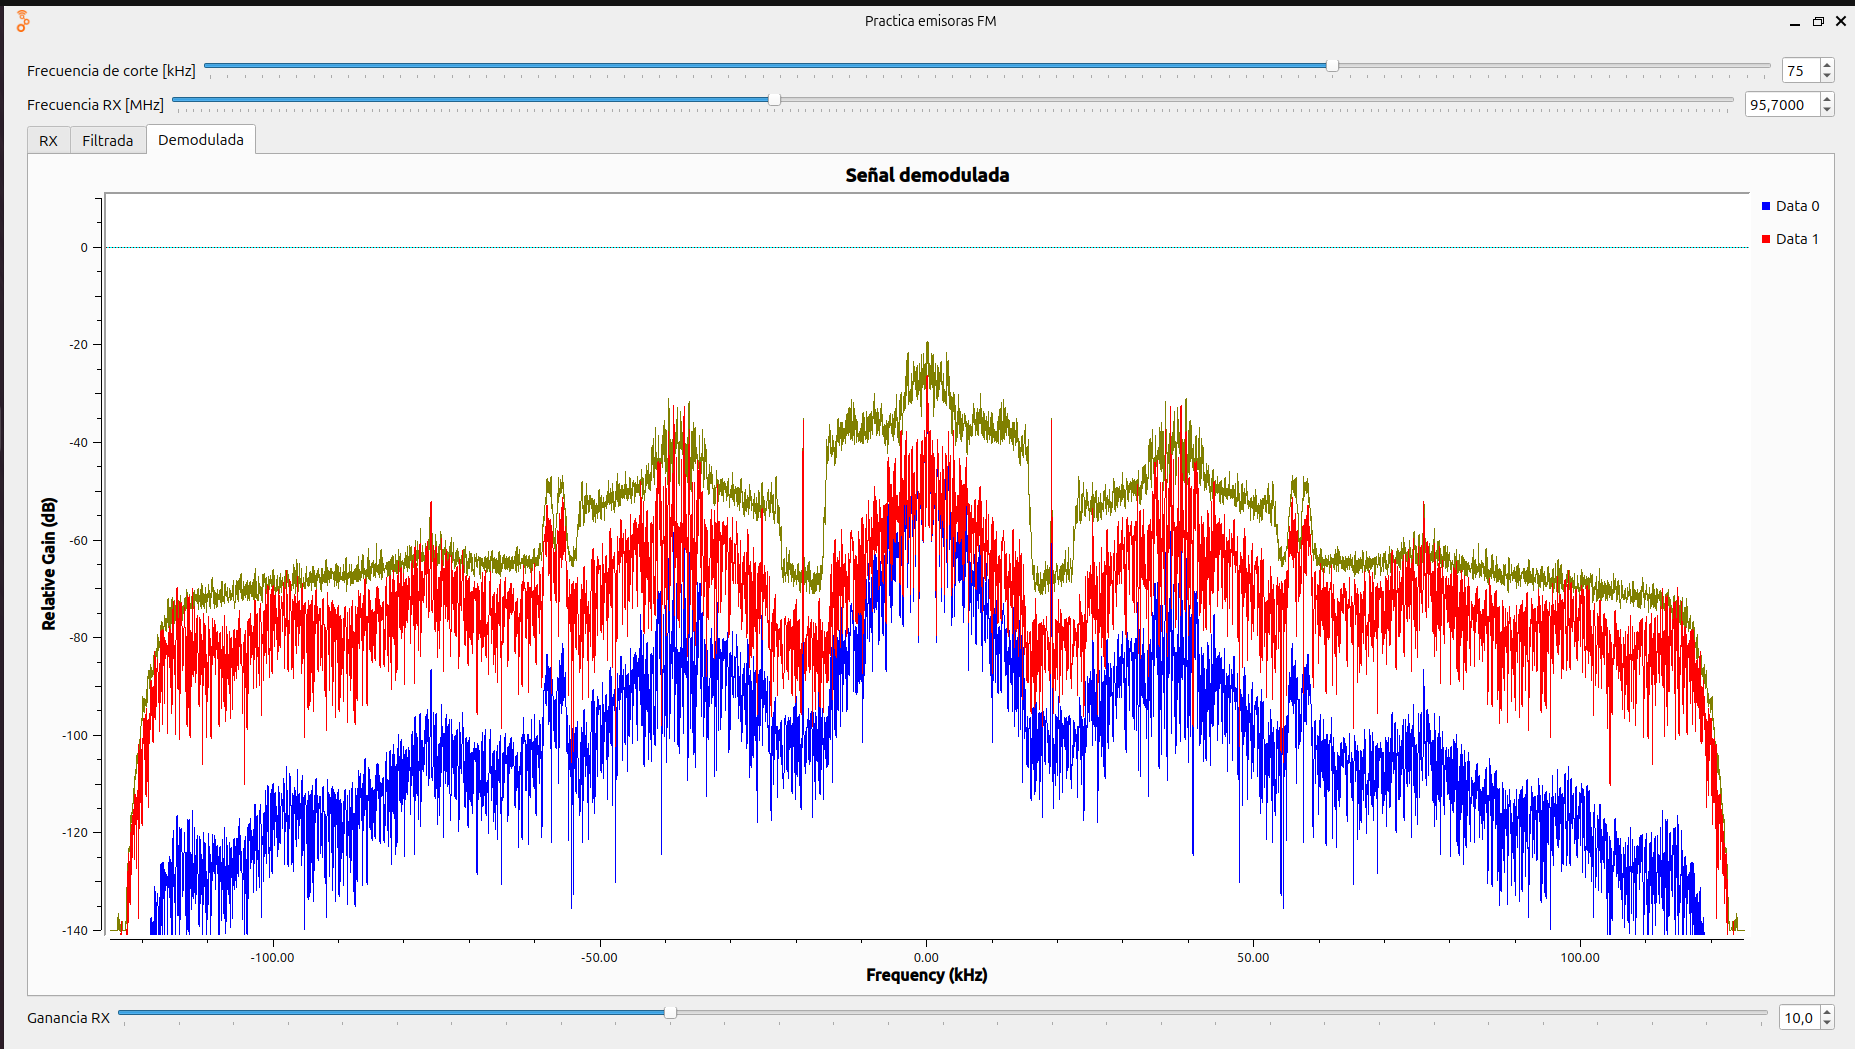 Practica emisoras FM
Frecuencia de corte [kHz]
75
Frecuencia RX [MHz]
95,7000
RX
Filtrada
Demodulada
Señal demodulada
Data 0
Data 1
Relative Gain (dB)
0
-20
-40
-60
-80
-100
-120
-140
-100.00
-50.00
0.00
50.00
100.00
Frequency (kHz)
Ganancia RX
10,0